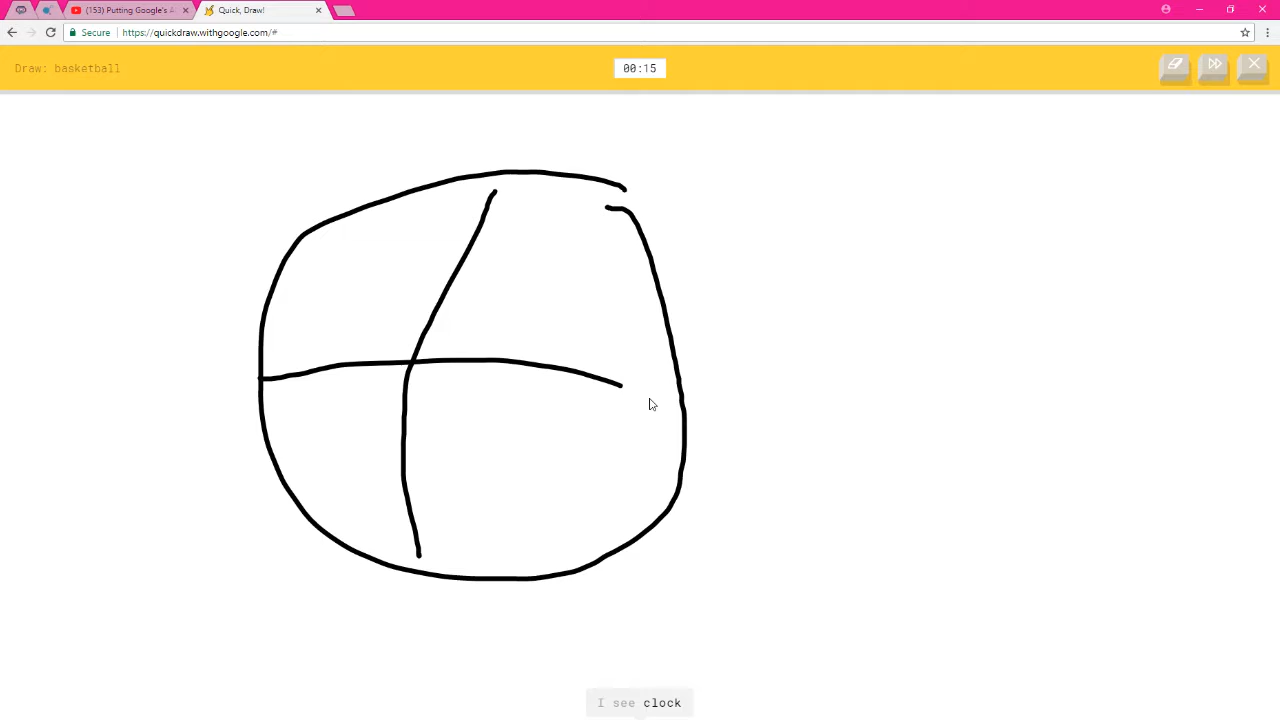 (153) Putting Google's A
Quick, Draw!
Secure
https://quickdraw.withgoogle.com/#
Draw: basketball
00:15
I see clock